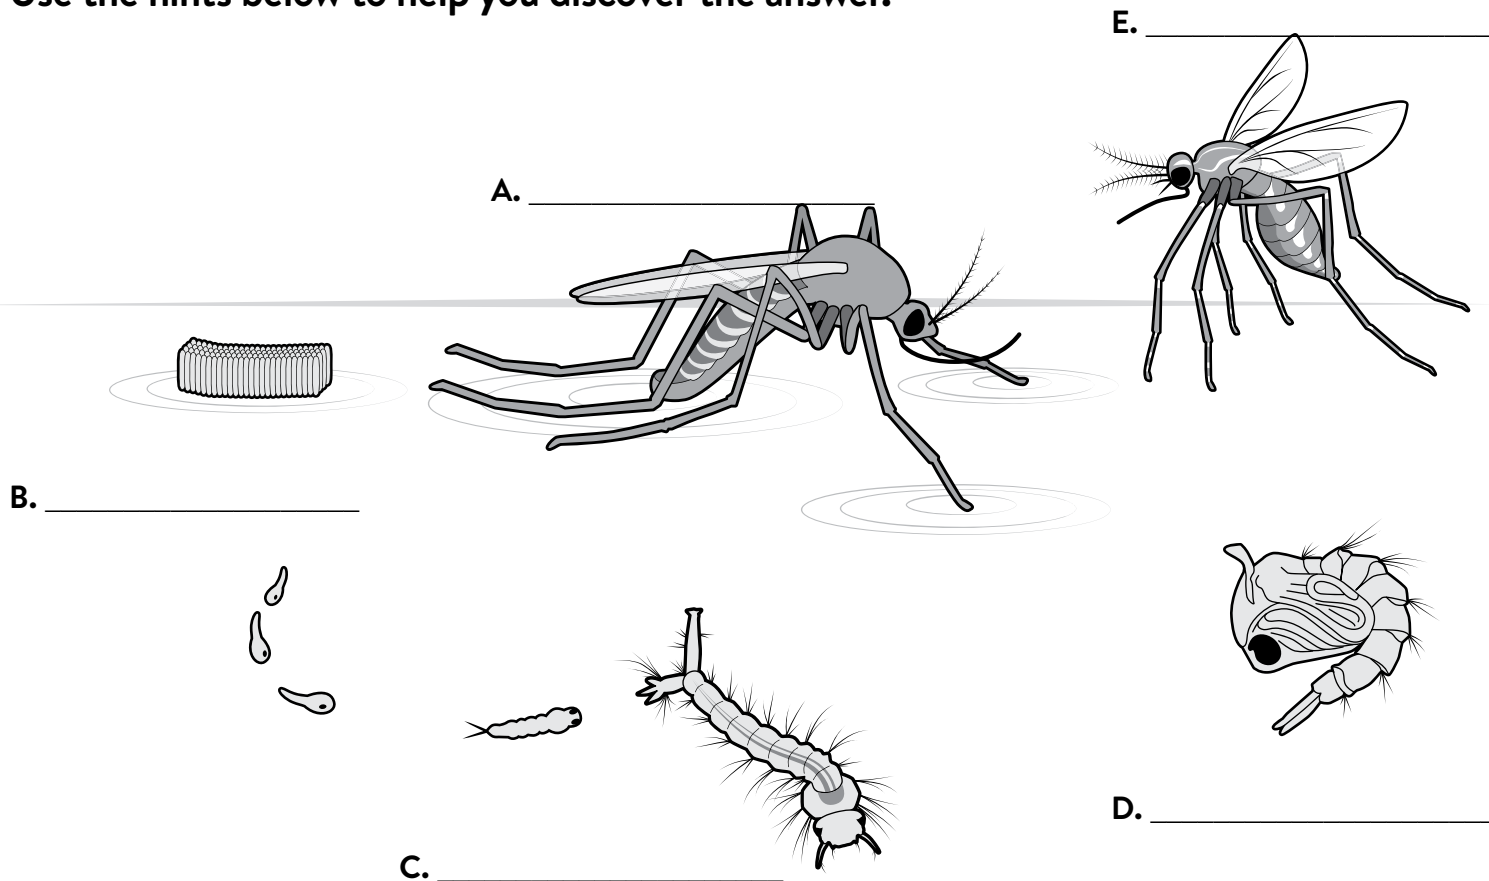 Use the hints below to help you discover the answer.
E. ____________________
A. ____________________
B. ____________________
D. ____________________
C. ____________________